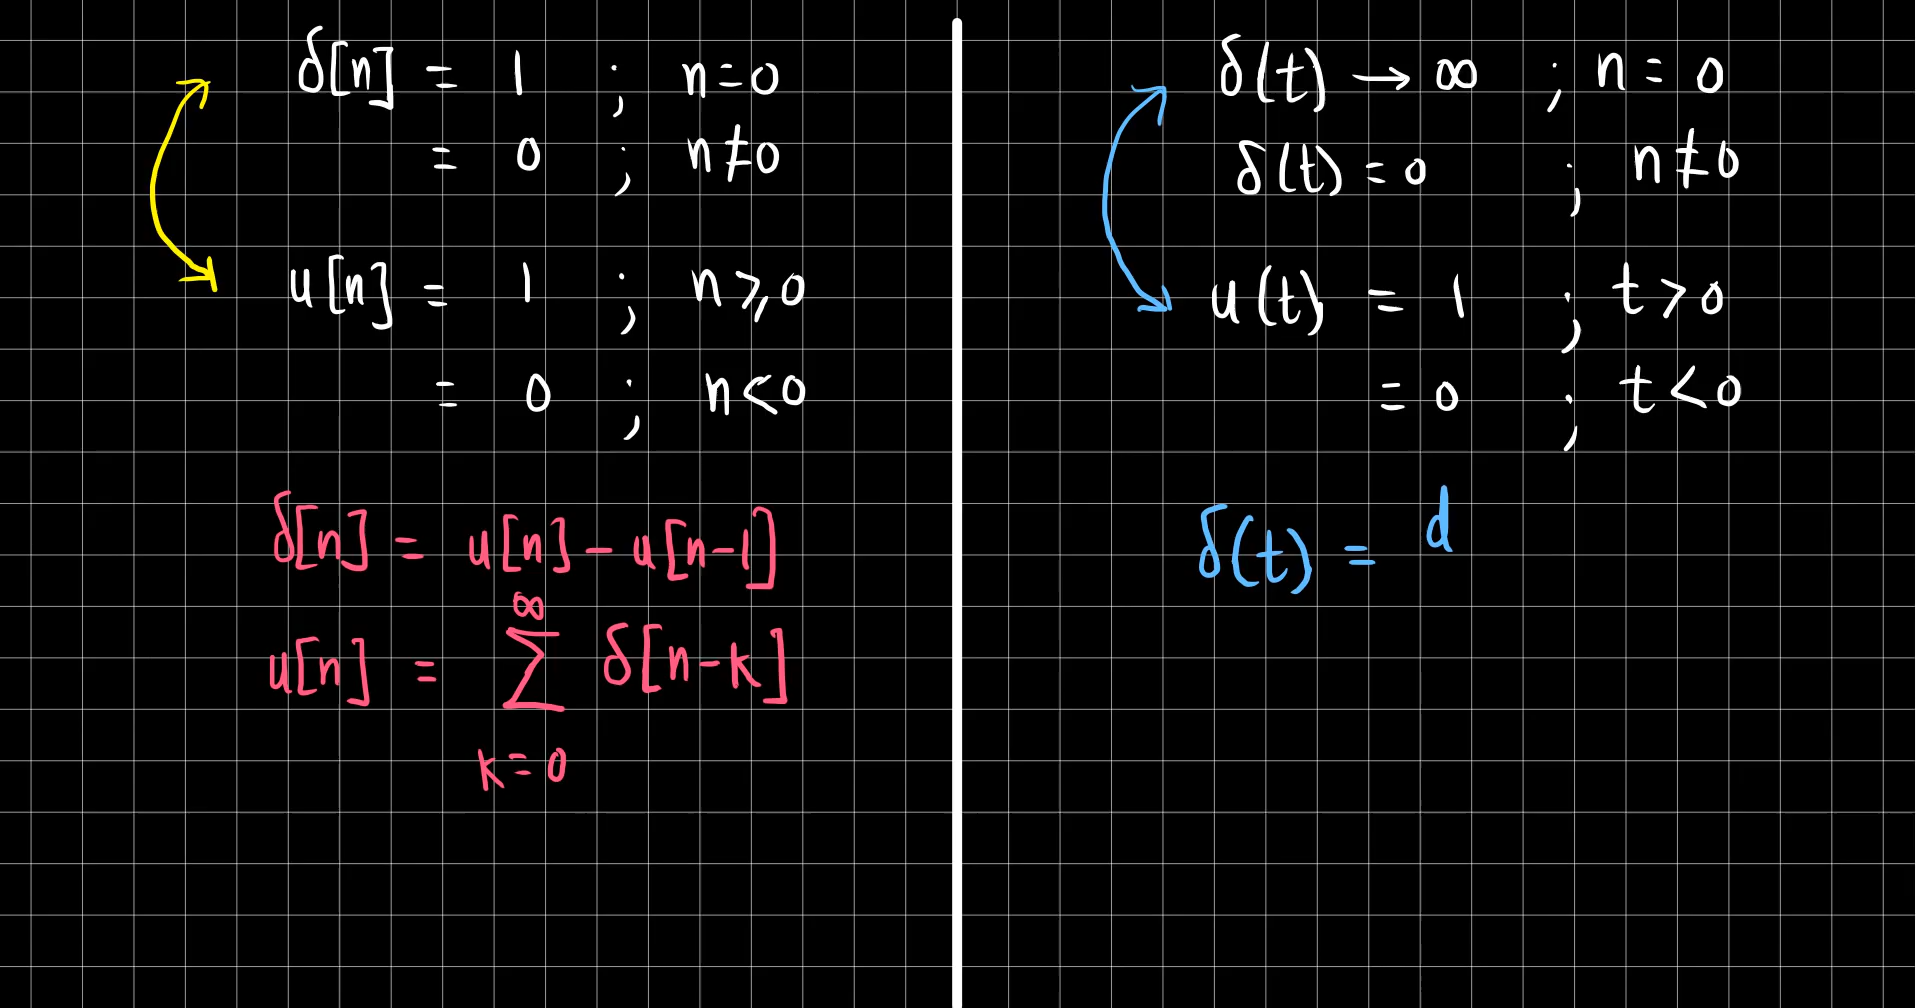 δ[n] = 1 ; n=0
= 0 ; n≠0
u[n] = 1 ; n⩾0
= 0 ; n<0
δ[n] = u[n] - u[n-1]
∞
u[n] = ∑ δ[n-k]
k=0
δ(t) → ∞ ; n=0
δ(t) = 0 ; n≠0
u(t) = 1 ; t>0
= 0 ; t<0
δ(t) = d